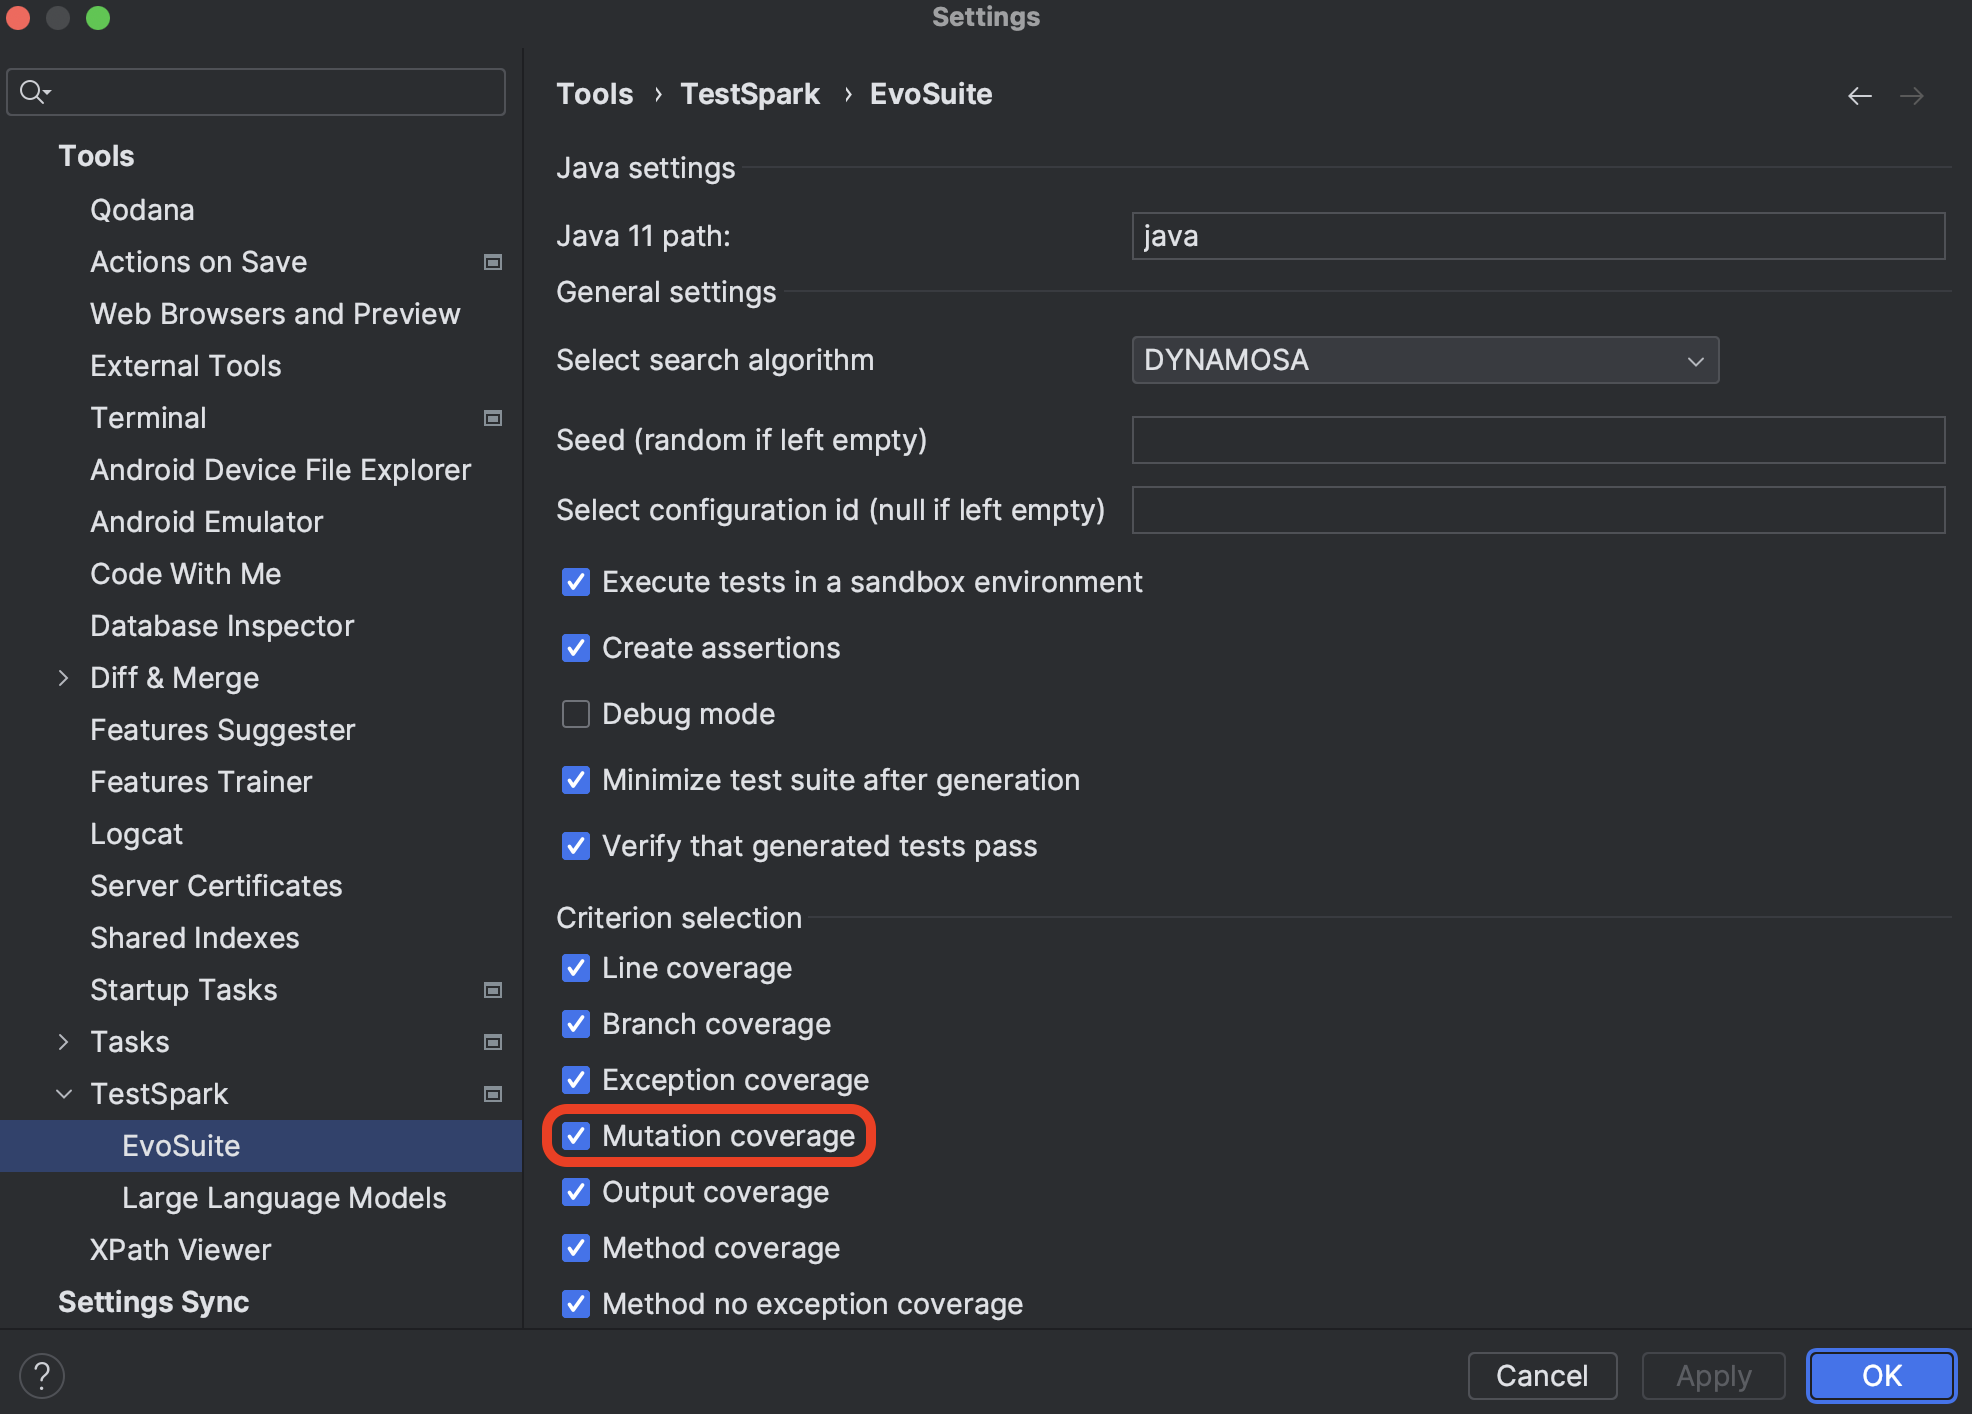 Settings
Tools
Qodana
Actions on Save
Web Browsers and Preview
External Tools
Terminal
Android Device File Explorer
Android Emulator
Code With Me
Database Inspector
Diff & Merge
Features Suggester
Features Trainer
Logcat
Server Certificates
Shared Indexes
Startup Tasks
Tasks
TestSpark
EvoSuite
Large Language Models
XPath Viewer
Settings Sync
Tools › TestSpark › EvoSuite
Java settings
Java 11 path: java
General settings
Select search algorithm DYNAMOSA
Seed (random if left empty)
Select configuration id (null if left empty)
Execute tests in a sandbox environment
Create assertions
Debug mode
Minimize test suite after generation
Verify that generated tests pass
Criterion selection
Line coverage
Branch coverage
Exception coverage
Mutation coverage
Output coverage
Method coverage
Method no exception coverage
? Cancel Apply OK